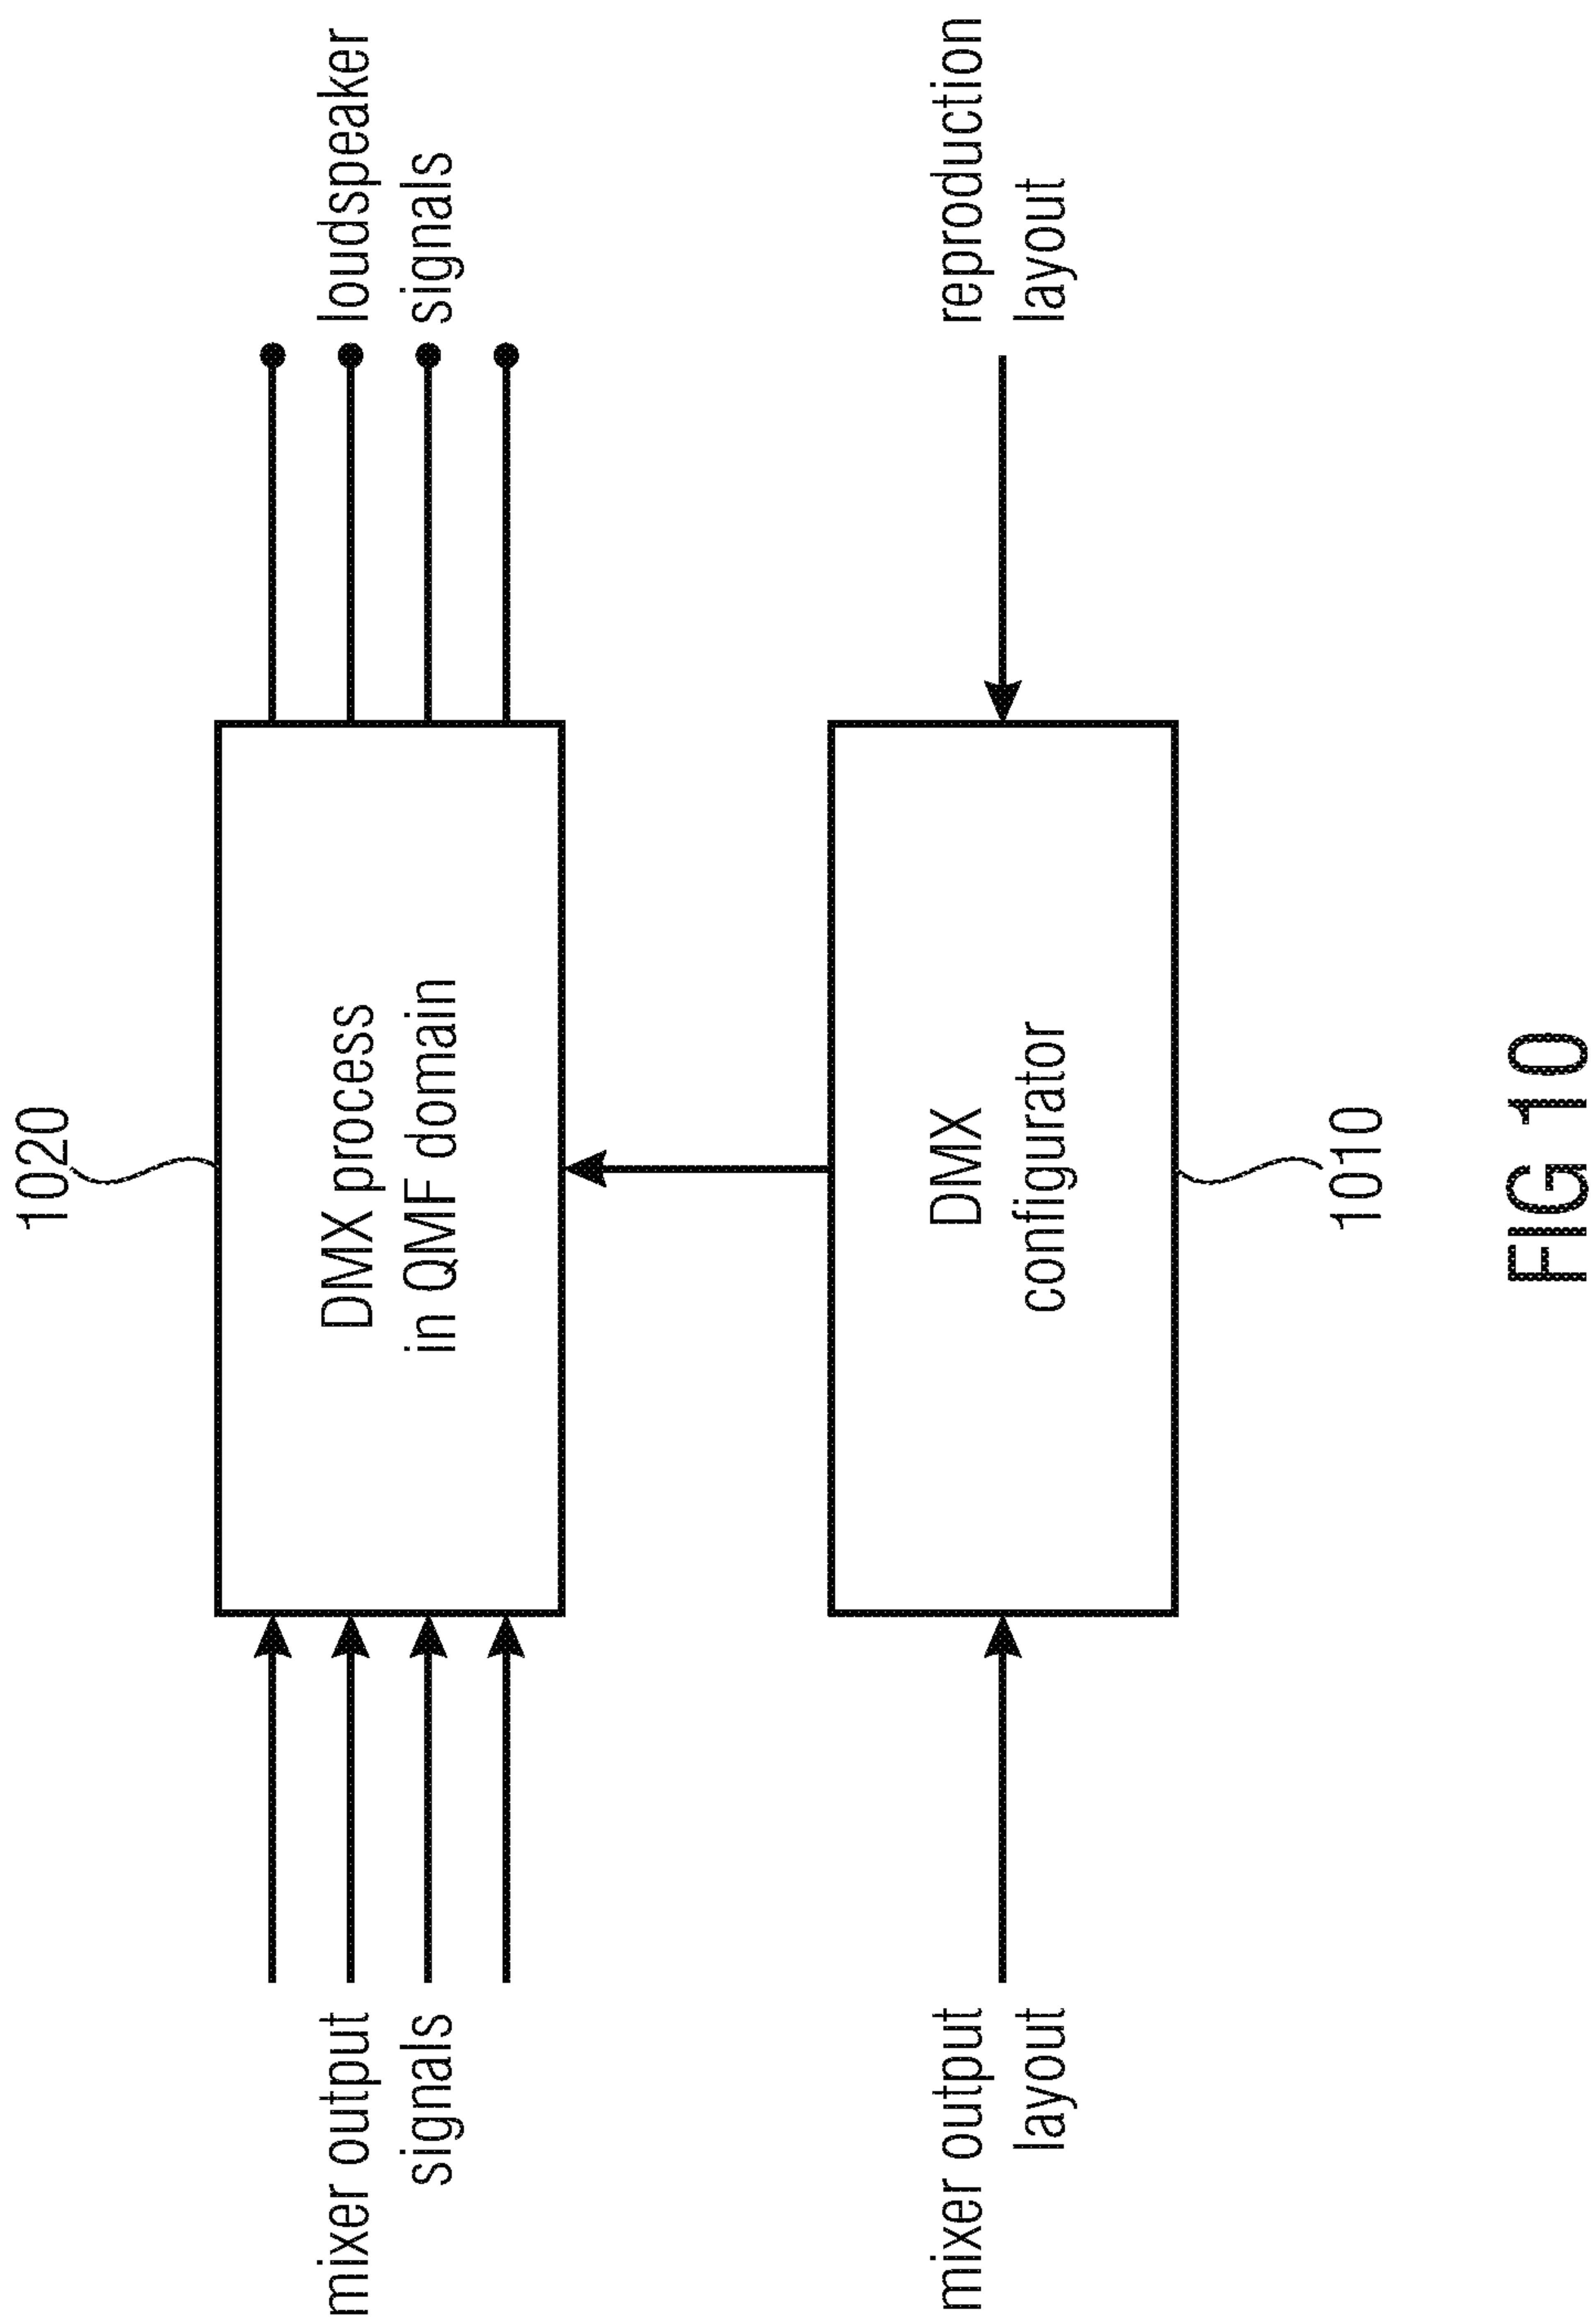 1020
mixer output
signals
DMX process
in QMF domain
loudspeaker
signals
mixer output
layout
DMX
configurator
reproduction
layout
1010
FIG 10